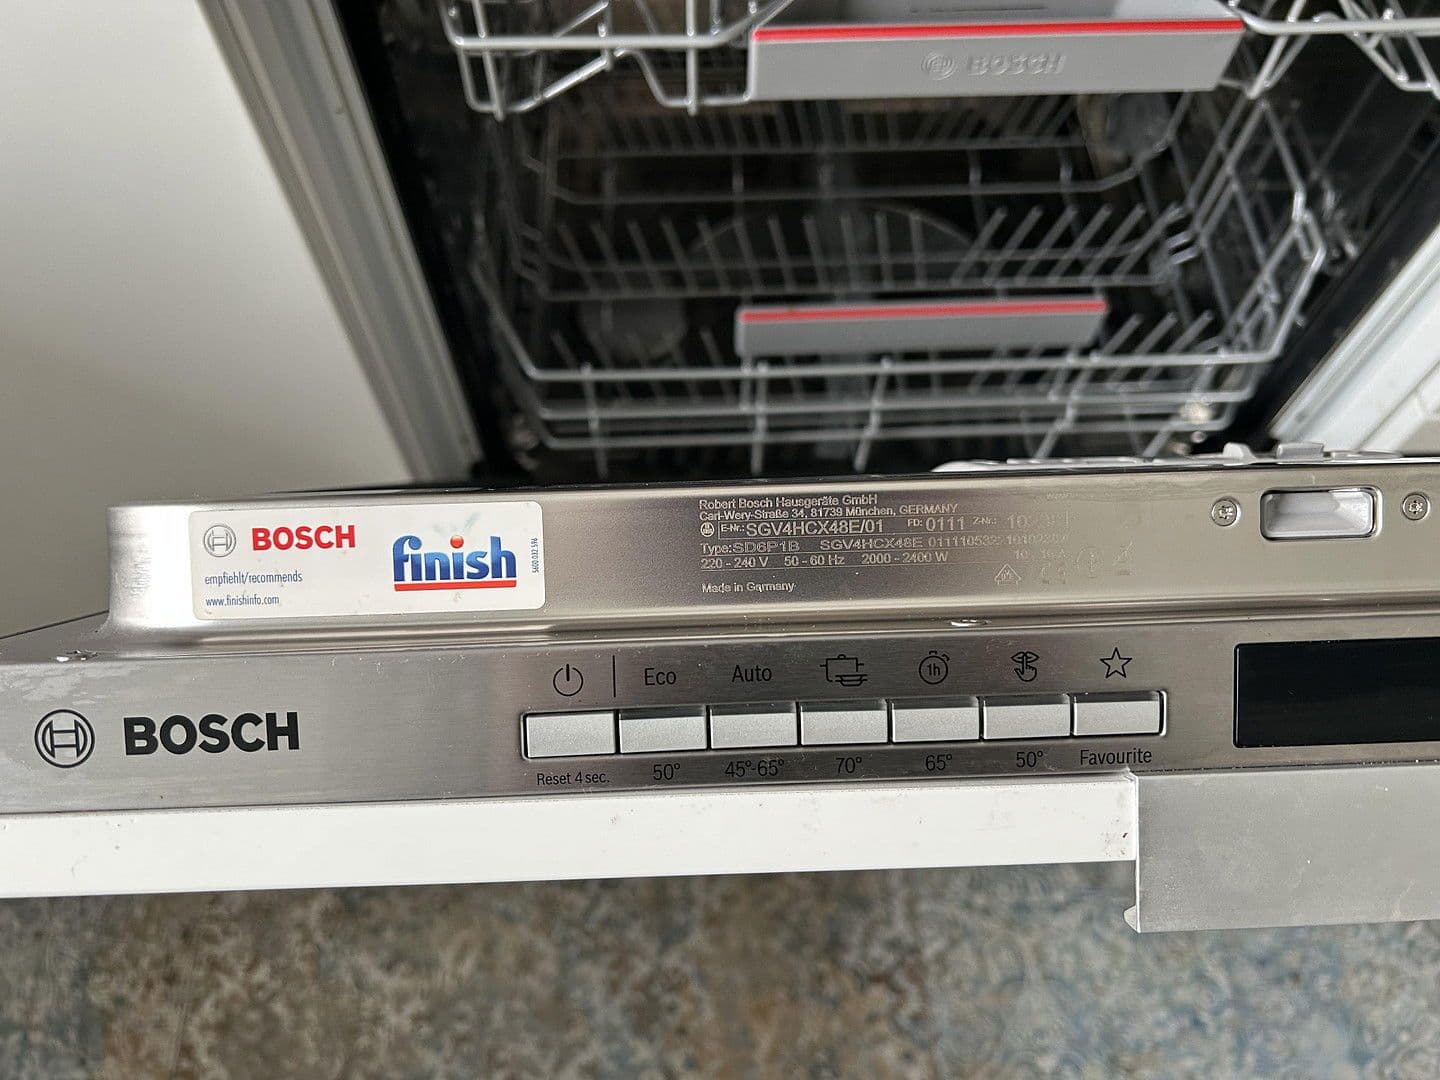 BOSCH
BOSCH
empfiehlt/recommends
www.finishinfo.com
finish
Robert Bosch Hausgeräte GmbH
Carl-Wery-Straße 34, 81739 München, GERMANY
E-Nr.: SGV4HCX48E/01 FD: 0111 Z-Nr.:
Type: SD6P1B SGV4HCX48E
220 - 240 V 50 - 60 Hz 2000 - 2400 W
Made in Germany
Eco Auto 1h
BOSCH
Reset 4 sec. 50° 45°-65° 70° 65° 50° Favourite